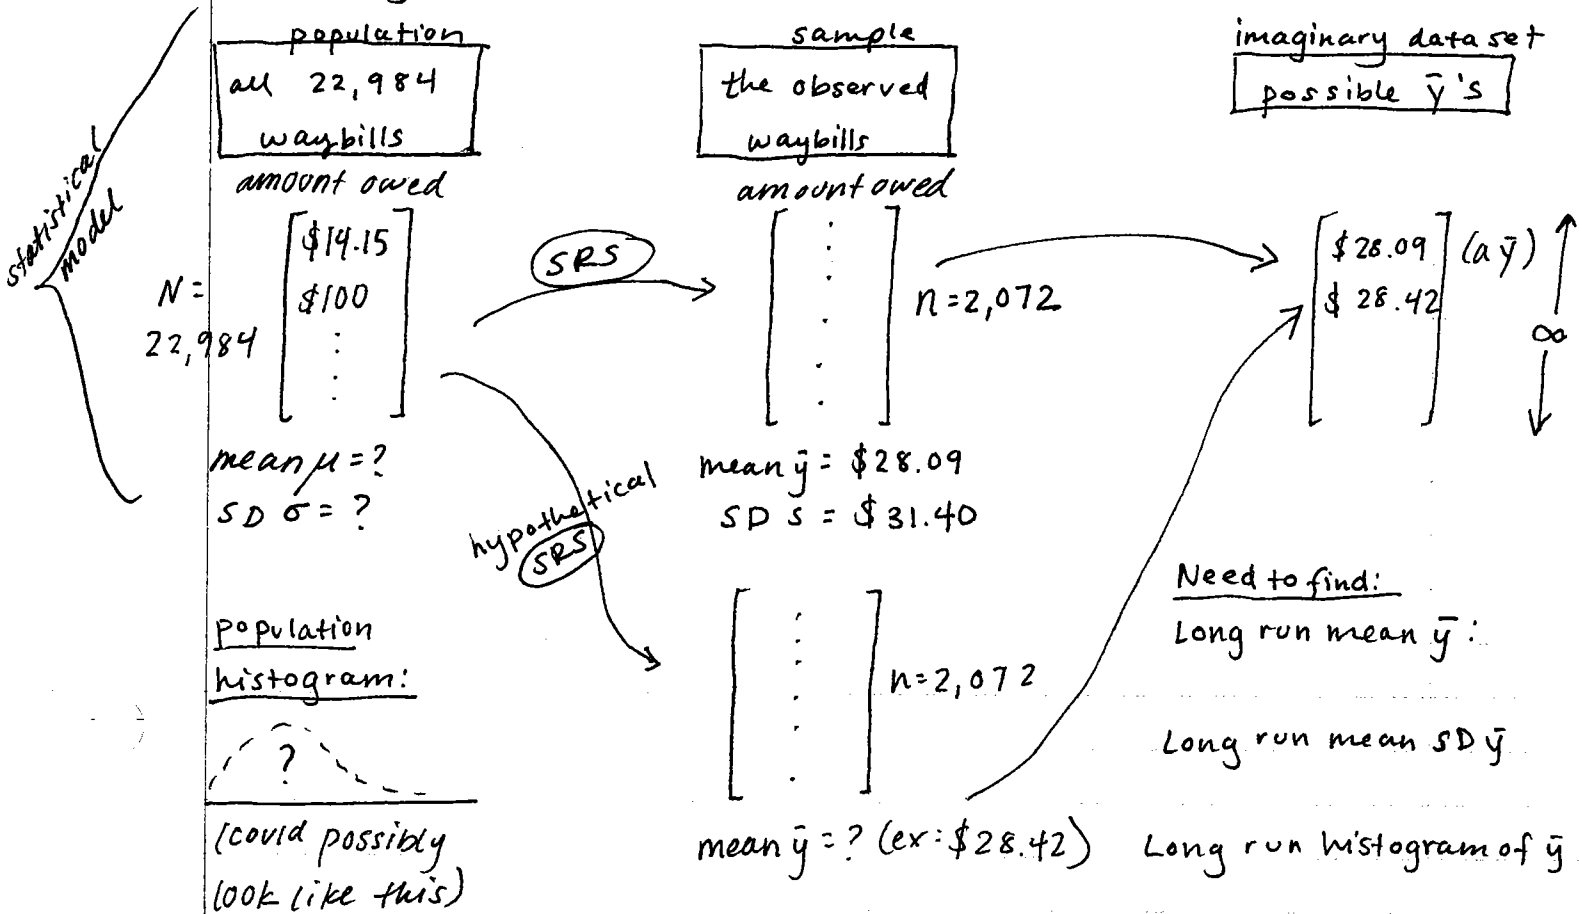 statistical
model
population
all 22,984
waybills
amount owed
$14.15
$100
N =
22,984
mean μ = ?
SD σ = ?
population
histogram:
?
(could possibly
look like this)
SRS
hypothetical
SRS
sample
the observed
waybills
amount owed
n = 2,072
mean ȳ = $28.09
SD s = $31.40
n = 2,072
mean ȳ = ? (ex: $28.42)
imaginary data set
possible ȳ's
$28.09 (a ȳ)
$28.42
∞
Need to find:
Long run mean ȳ:
Long run mean SD ȳ
Long run histogram of ȳ